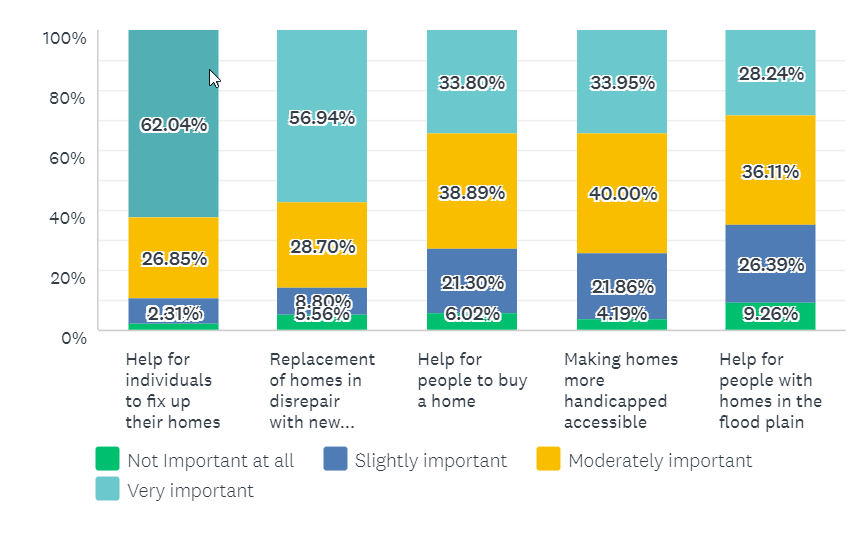 100%
80%
60%
40%
20%
0%
62.04%
26.85%
2.31%
56.94%
28.70%
8.80%
5.56%
33.80%
38.89%
21.30%
6.02%
33.95%
40.00%
21.86%
4.19%
28.24%
36.11%
26.39%
9.26%
Help for
individuals
to fix up
their homes
Replacement
of homes in
disrepair
with new...
Help for
people to buy
a home
Making homes
more
handicapped
accessible
Help for
people with
homes in the
flood plain
Not Important at all
Slightly important
Moderately important
Very important